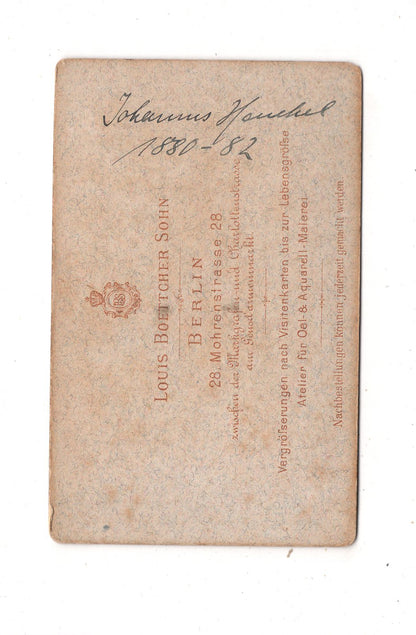 Johannes Henckel
1880-82
LOUIS BOETTCHER SOHN
BERLIN
28. Mohrenstrasse 28.
zwischen der Markgrafen- und Charlottenstrasse
am Gensdarmenmarkt.
Vergröſserungen nach Visitenkarten bis zur Lebensgröſse
Atelier für Oel- & Aquarell-Malerei.
Nachbestellungen können jederzeit gemacht werden